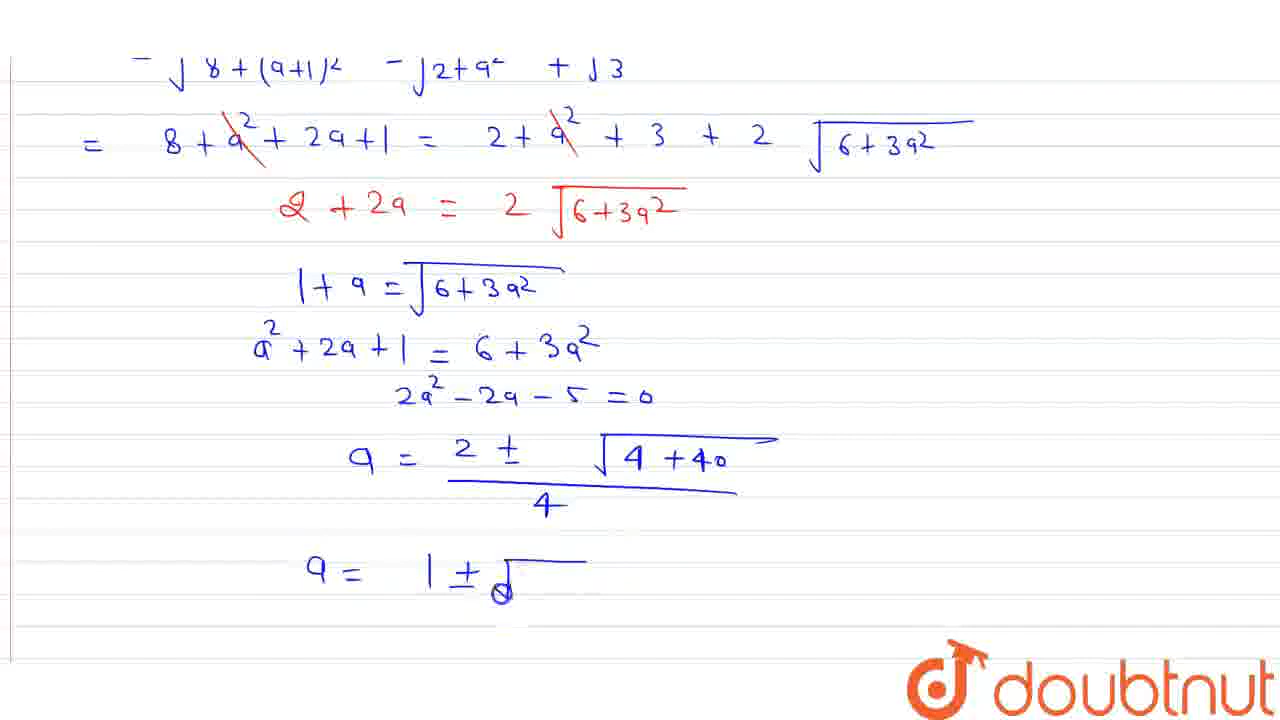 = √8 + (a+1)² = √2 + a² + √3
= 8 + a² + 2a + 1 = 2 + a² + 3 + 2 √6 + 3a²
2 + 2a = 2 √6 + 3a²
1 + a = √6 + 3a²
a² + 2a + 1 = 6 + 3a²
2a² - 2a - 5 = 0
a = 2 ± √4 + 40
4
a = 1 ± √
doubtnut